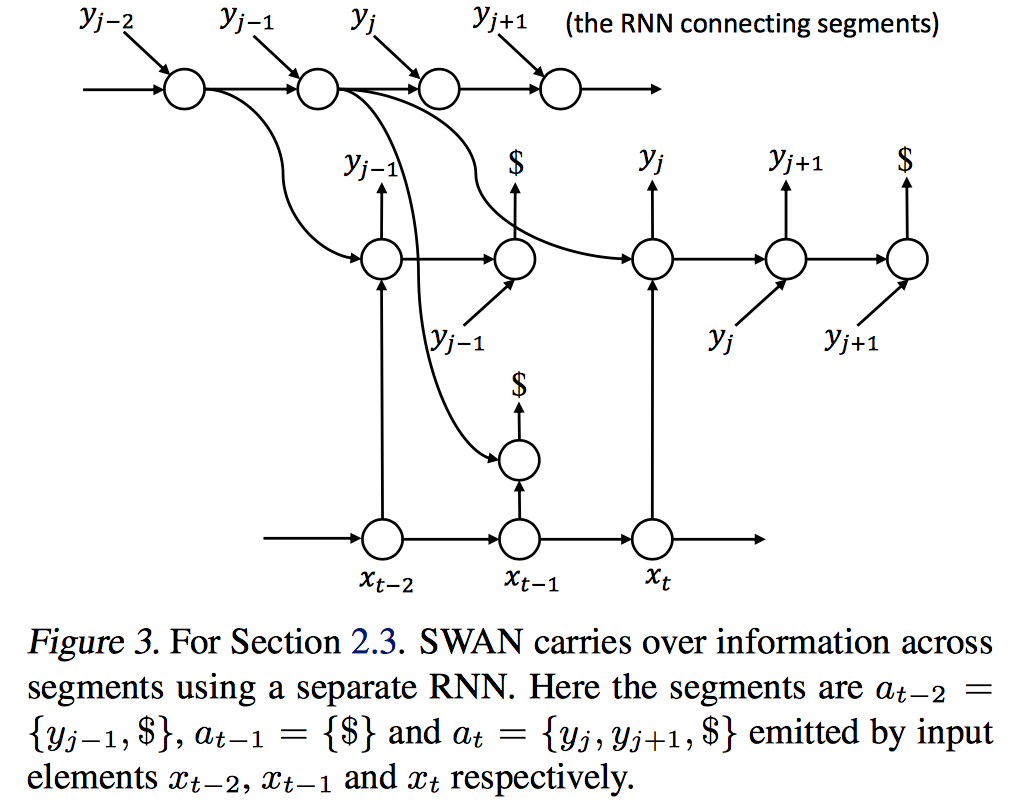 y_{j−2} y_{j−1} y_j y_{j+1} (the RNN connecting segments)
y_{j−1} $ y_j y_{j+1} $
y_{j−1} y_j y_{j+1}
$
x_{t−2} x_{t−1} x_t
Figure 3. For Section 2.3. SWAN carries over information across
segments using a separate RNN. Here the segments are a_{t−2} =
{y_{j−1}, $}, a_{t−1} = {$} and a_t = {y_j, y_{j+1}, $} emitted by input
elements x_{t−2}, x_{t−1} and x_t respectively.